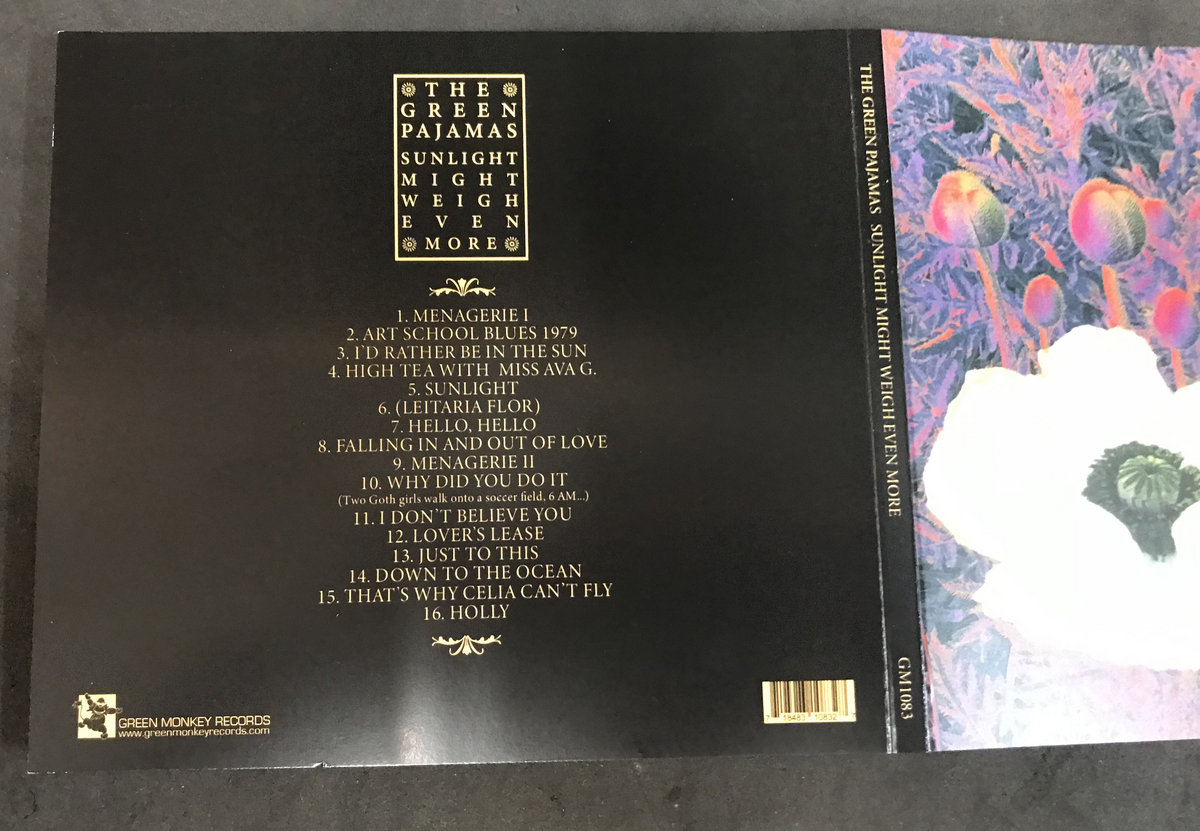 THE
GREEN
PAJAMAS
SUNLIGHT
MIGHT
WEIGH
EVEN
MORE
1. MENAGERIE I
2. ART SCHOOL BLUES 1979
3. I'D RATHER BE IN THE SUN
4. HIGH TEA WITH MISS AVA G.
5. SUNLIGHT
6. (LEITARIA FLOR)
7. HELLO, HELLO
8. FALLING IN AND OUT OF LOVE
9. MENAGERIE II
10. WHY DID YOU DO IT
(Two Goth girls walk onto a soccer field, 6 AM...)
11. I DON'T BELIEVE YOU
12. LOVER'S LEASE
13. JUST TO THIS
14. DOWN TO THE OCEAN
15. THAT'S WHY CELIA CAN'T FLY
16. HOLLY
GREEN MONKEY RECORDS
www.greenmonkeyrecords.com
7 18483 10832
THE GREEN PAJAMAS SUNLIGHT MIGHT WEIGH EVEN MORE
GM1083